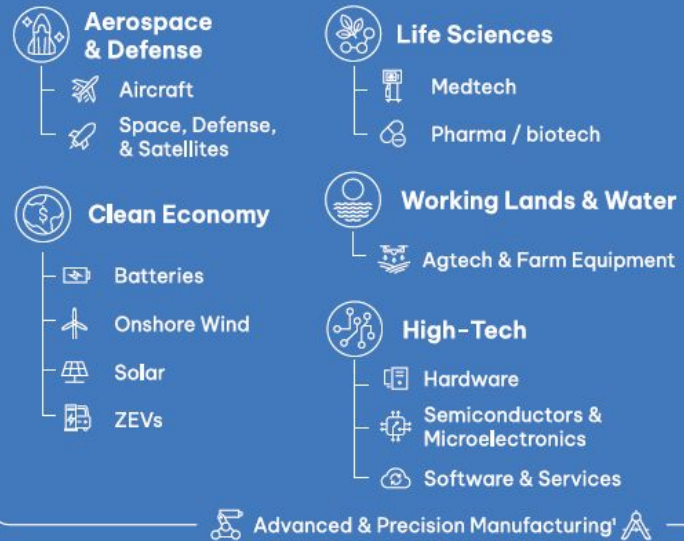 Aerospace
& Defense
Aircraft
Space, Defense,
& Satellites
Clean Economy
Batteries
Onshore Wind
Solar
ZEVs
Life Sciences
Medtech
Pharma / biotech
Working Lands & Water
Agtech & Farm Equipment
High-Tech
Hardware
Semiconductors &
Microelectronics
Software & Services
Advanced & Precision Manufacturing¹